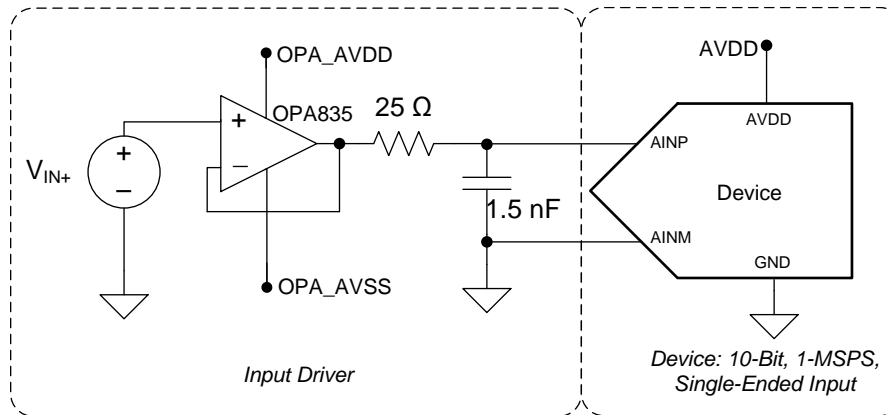 OPA_AVDD
AVDD
25 Ω
OPA835
+
−
AVDD
AINP
VIN+
+
−
Device
1.5 nF
AINM
GND
OPA_AVSS
Input Driver
Device: 10-Bit, 1-MSPS,
Single-Ended Input